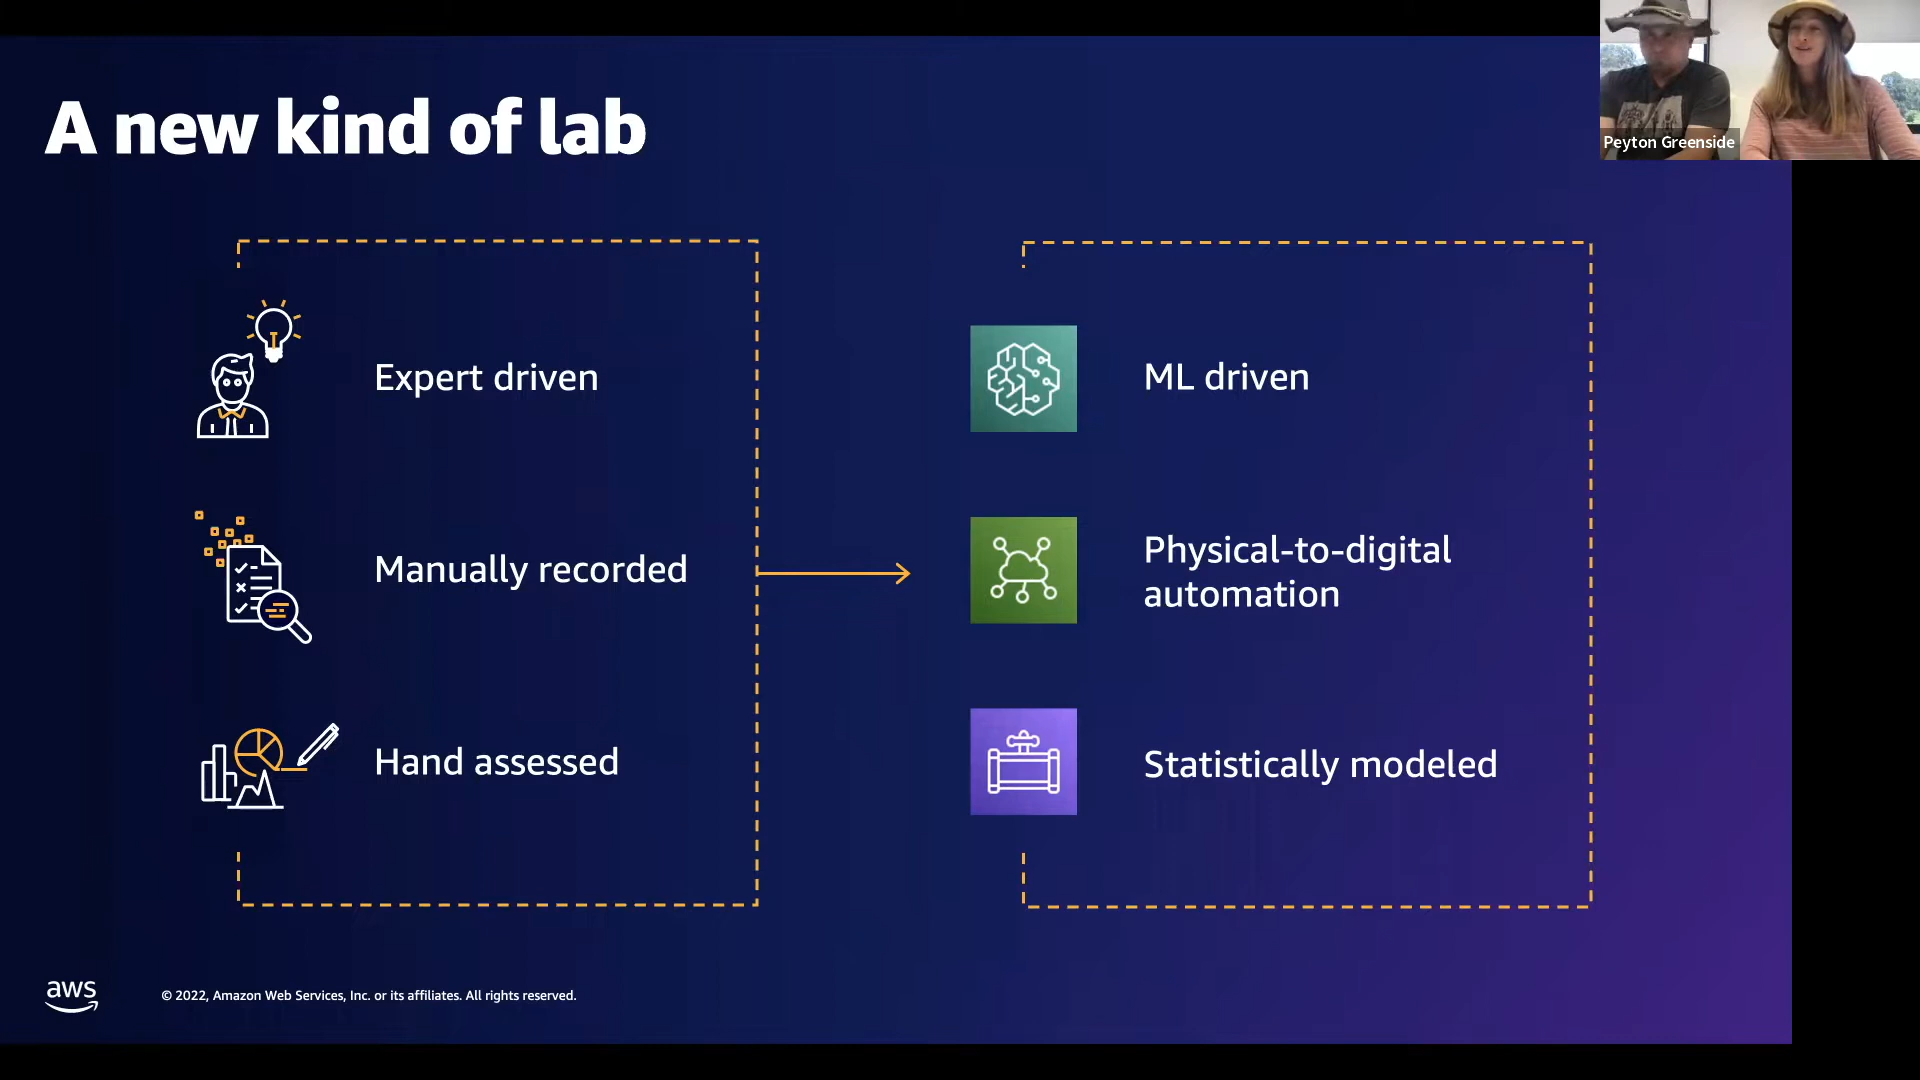 A new kind of lab
Peyton Greenside
Expert driven
Manually recorded
Hand assessed
ML driven
Physical-to-digital
automation
Statistically modeled
aws
© 2022, Amazon Web Services, Inc. or its affiliates. All rights reserved.